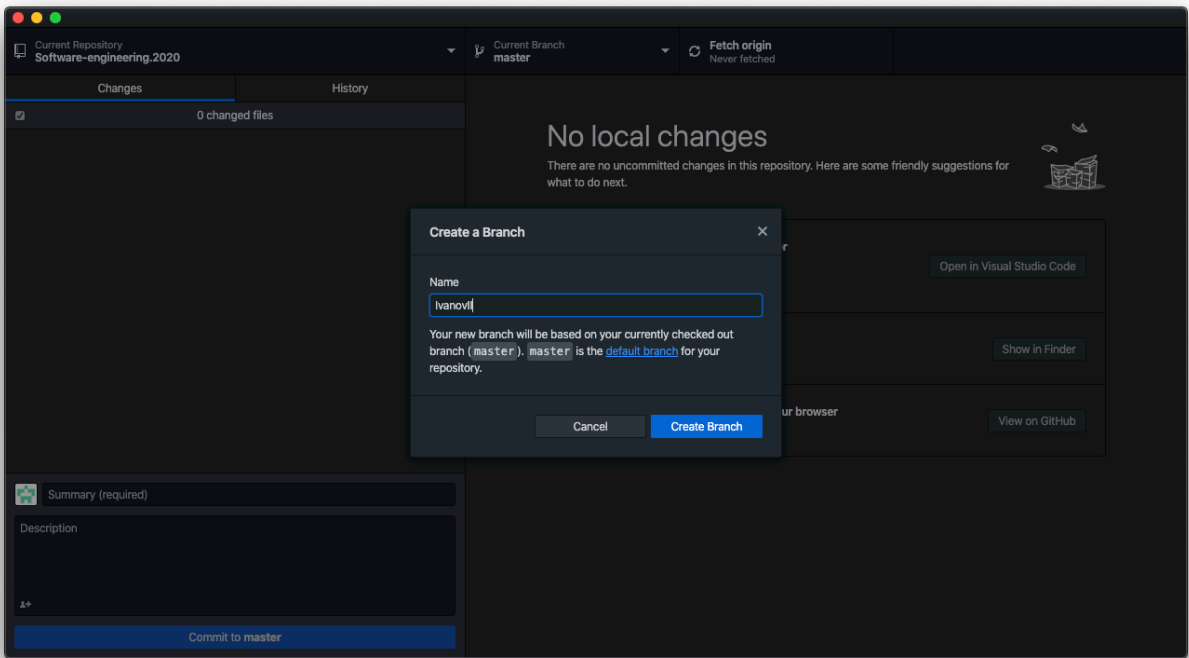 Current Repository
Software-engineering.2020
Current Branch
master
Fetch origin
Never fetched
Changes
History
0 changed files
No local changes
There are no uncommitted changes in this repository. Here are some friendly suggestions for
what to do next.
r
Open in Visual Studio Code
Show in Finder
ur browser
View on GitHub
Create a Branch
Name
IvanovII
Your new branch will be based on your currently checked out
branch (master). master is the default branch for your
repository.
Cancel
Create Branch
Summary (required)
Description
Commit to master